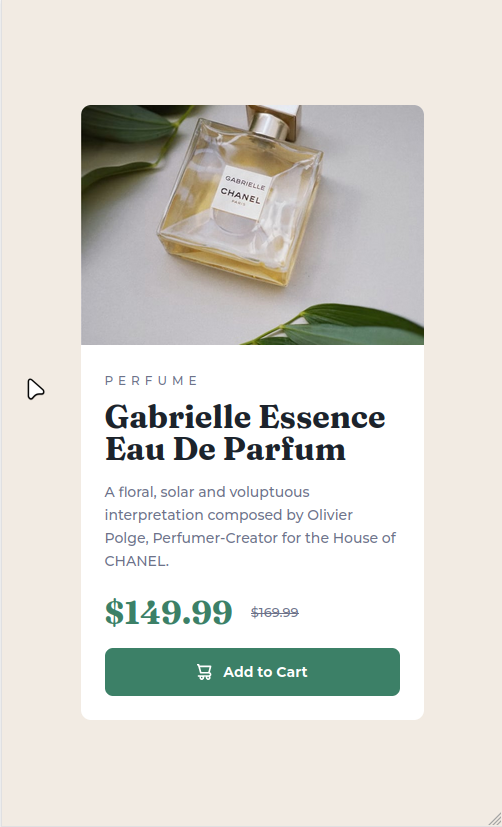 GABRIELLE
CHANEL
PARIS
PERFUME
Gabrielle Essence
Eau De Parfum
A floral, solar and voluptuous
interpretation composed by Olivier
Polge, Perfumer-Creator for the House of
CHANEL.
$149.99 $169.99
Add to Cart